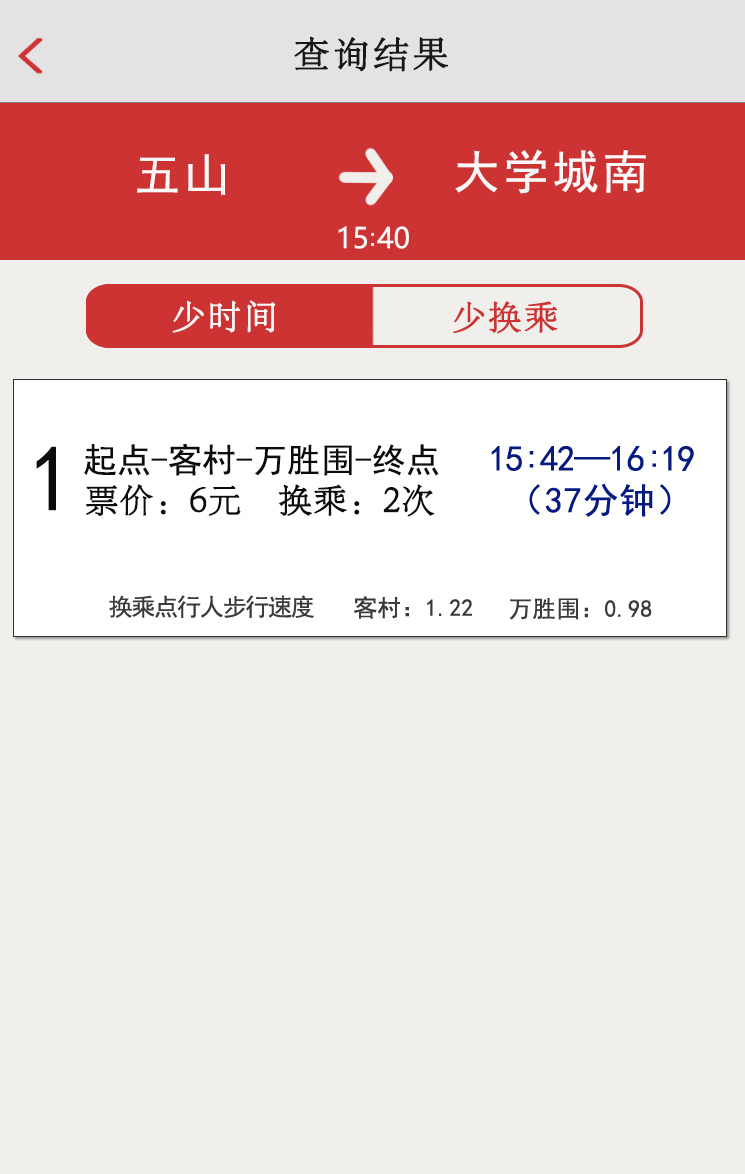 查询结果
五山
大学城南
15:40
少时间
少换乘
1
起点-客村-万胜围-终点
15:42—16:19
票价：6元 换乘：2次
（37分钟）
换乘点行人步行速度 客村：1.22 万胜围：0.98